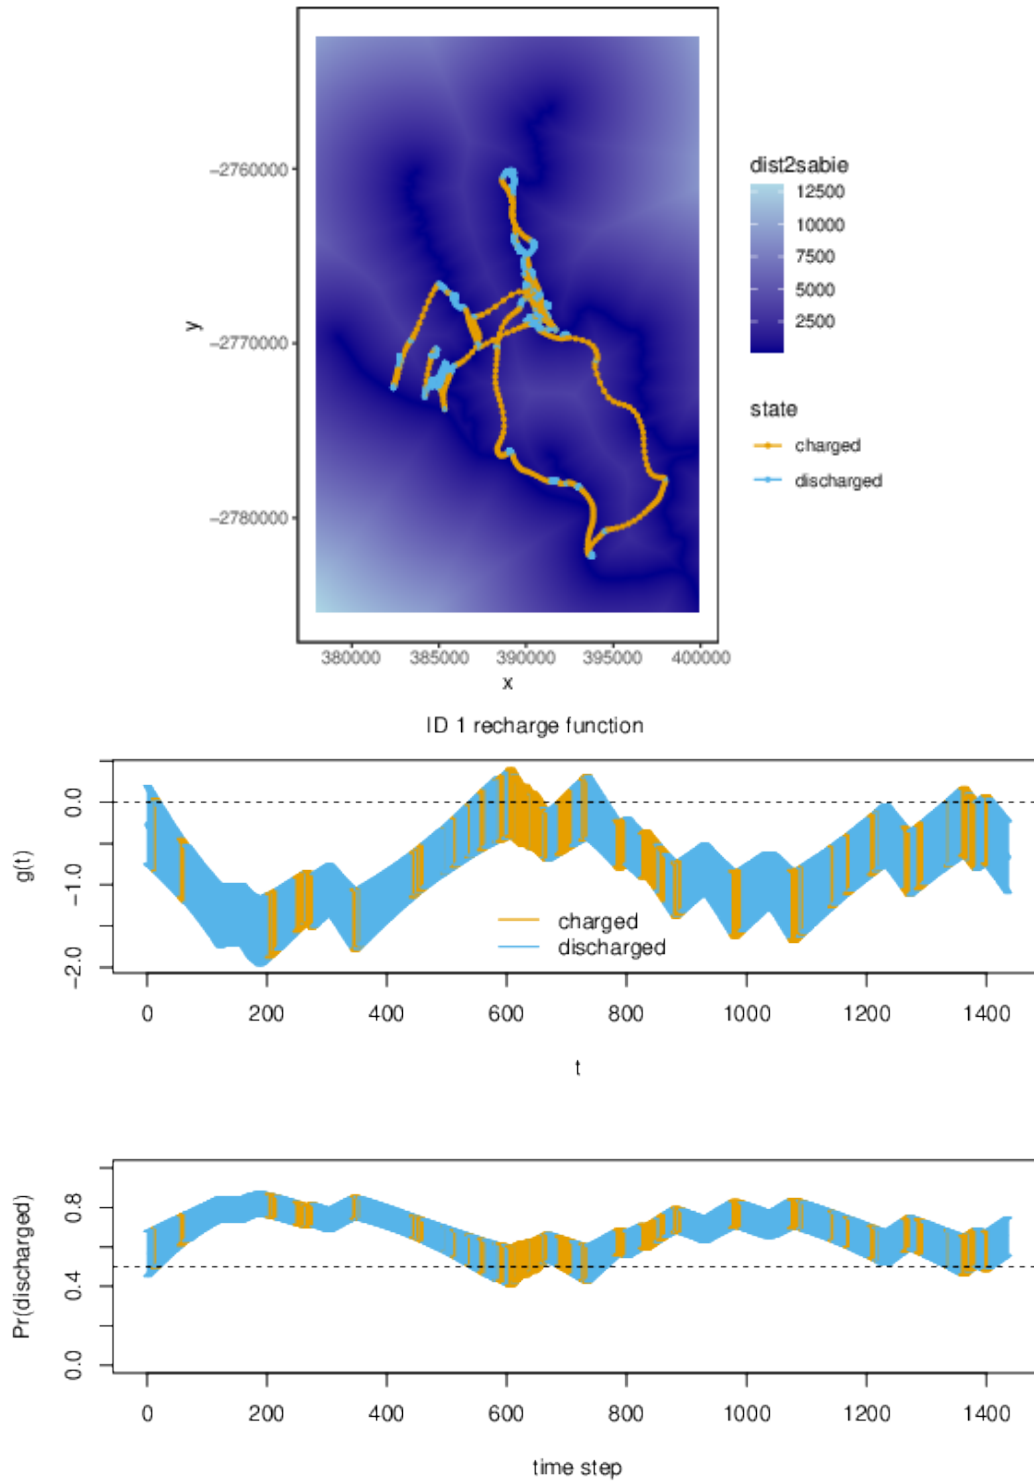 dist2sabie
12500
10000
7500
5000
2500
state
charged
discharged
y
−2760000
−2770000
−2780000
380000 385000 390000 395000 400000
x
ID 1 recharge function
g(t)
0.0
−1.0
−2.0
charged
discharged
0 200 400 600 800 1000 1200 1400
t
Pr(discharged)
0.8
0.4
0.0
0 200 400 600 800 1000 1200 1400
time step